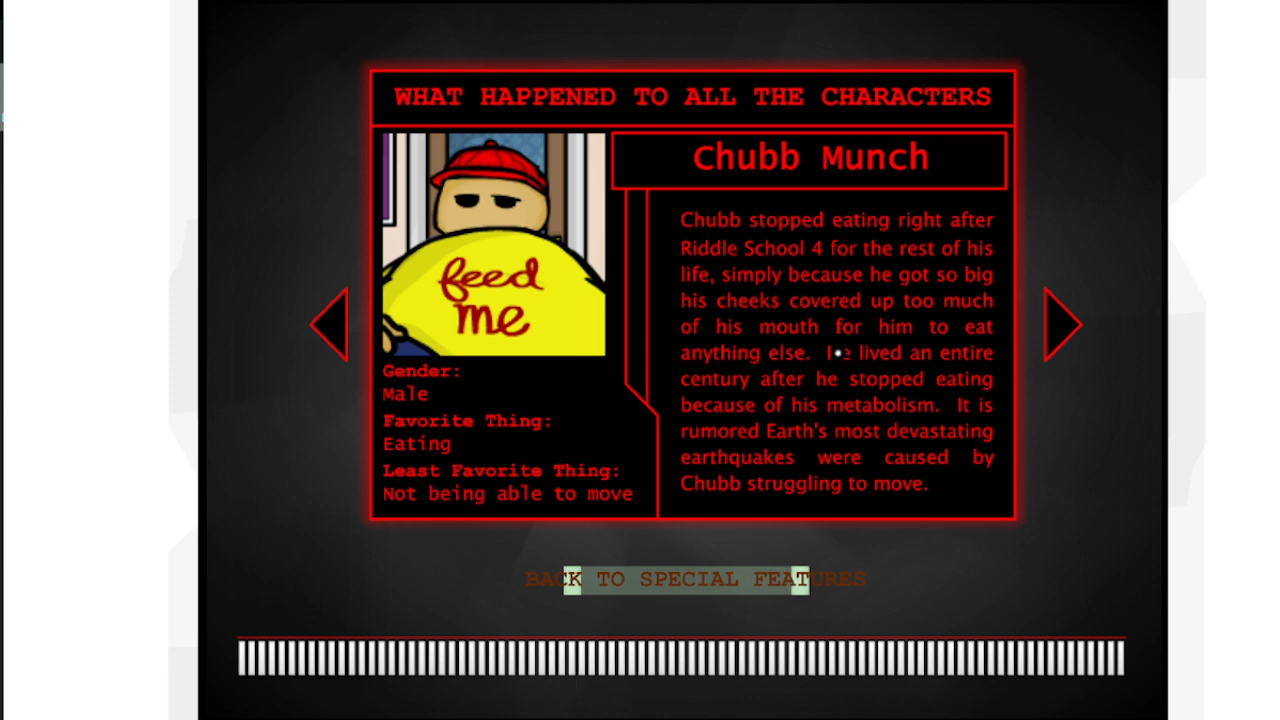 WHAT HAPPENED TO ALL THE CHARACTERS
Chubb Munch
feed
me
Gender:
Male
Favorite Thing:
Eating
Least Favorite Thing:
Not being able to move
Chubb stopped eating right after
Riddle School 4 for the rest of his
life, simply because he got so big
his cheeks covered up too much
of his mouth for him to eat
anything else. lived an entire
century after he stopped eating
because of his metabolism. It is
rumored Earth's most devastating
earthquakes were caused by
Chubb struggling to move.
BACK TO SPECIAL FEATURES